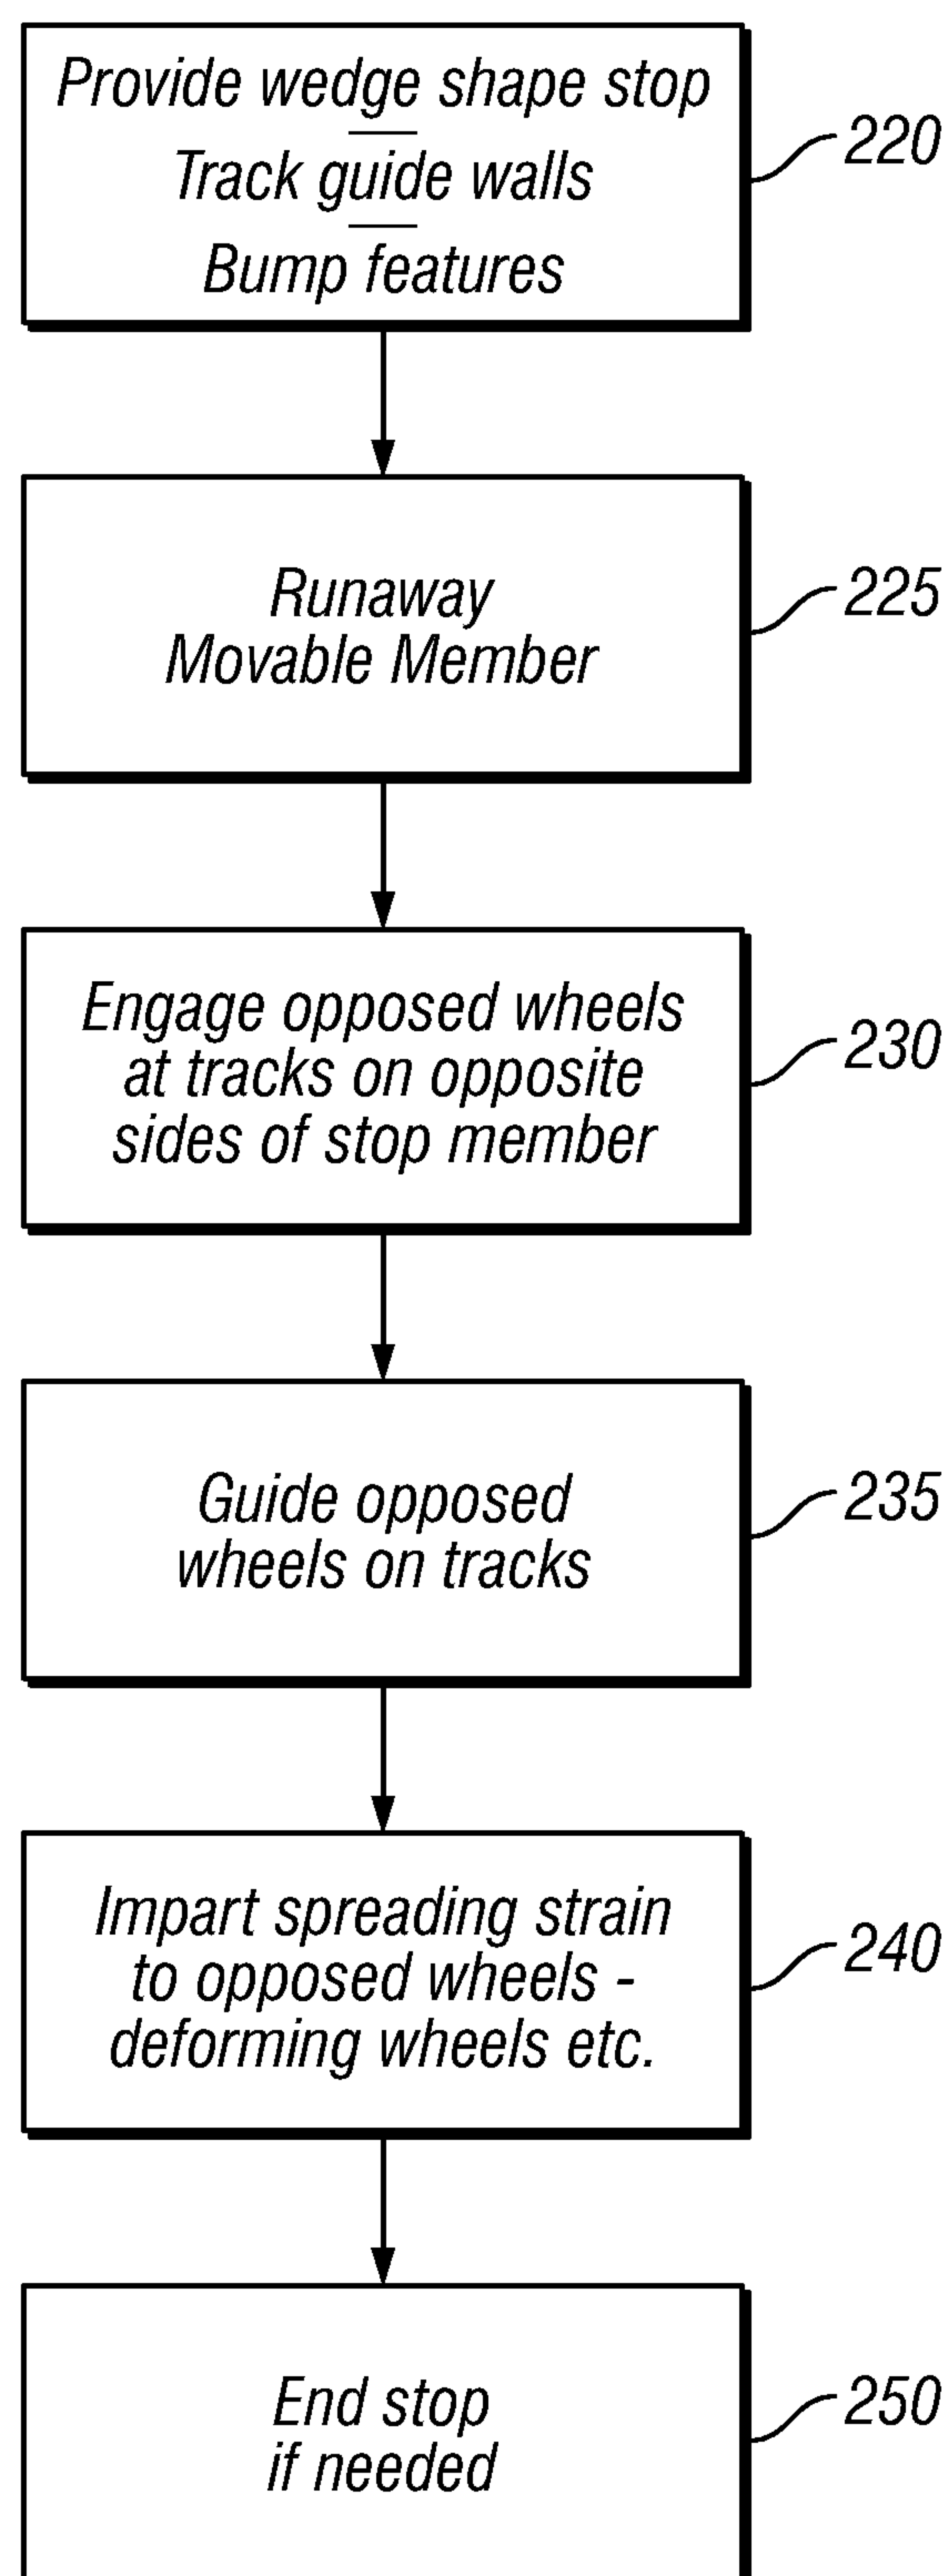 Provide wedge shape stop
Track guide walls
Bump features
220
Runaway
Movable Member
225
Engage opposed wheels
at tracks on opposite
sides of stop member
230
Guide opposed
wheels on tracks
235
Impart spreading strain
to opposed wheels -
deforming wheels etc.
240
End stop
if needed
250